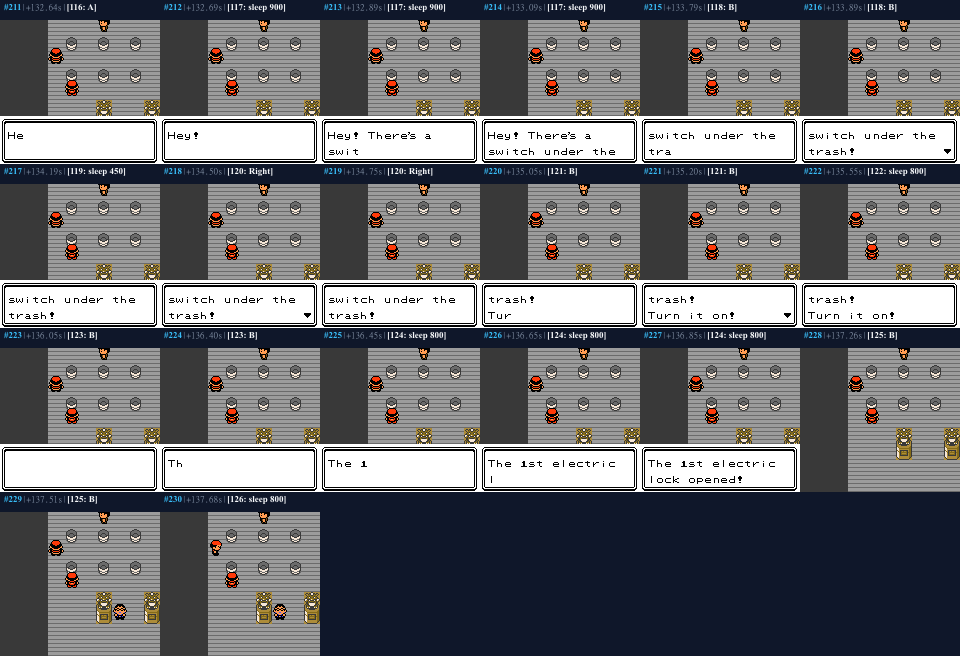 #211|+132.64s|[116: A]
#212|+132.69s|[117: sleep 900]
#213|+132.89s|[117: sleep 900]
#214|+133.09s|[117: sleep 900]
#215|+133.79s|[118: B]
#216|+133.89s|[118: B]
He
Hey!
Hey! There's a
swit
Hey! There's a
switch under the
switch under the
tra
switch under the
trash!
#217|+134.19s|[119: sleep 450]
#218|+134.50s|[120: Right]
#219|+134.75s|[120: Right]
#220|+135.05s|[121: B]
#221|+135.20s|[121: B]
#222|+135.55s|[122: sleep 800]
switch under the
trash!
switch under the
trash!
switch under the
trash!
trash!
Tur
trash!
Turn it on!
trash!
Turn it on!
#223|+136.05s|[123: B]
#224|+136.40s|[123: B]
#225|+136.45s|[124: sleep 800]
#226|+136.65s|[124: sleep 800]
#227|+136.85s|[124: sleep 800]
#228|+137.26s|[125: B]
Th
The 1
The 1st electric
l
The 1st electric
lock opened!
#229|+137.51s|[125: B]
#230|+137.68s|[126: sleep 800]